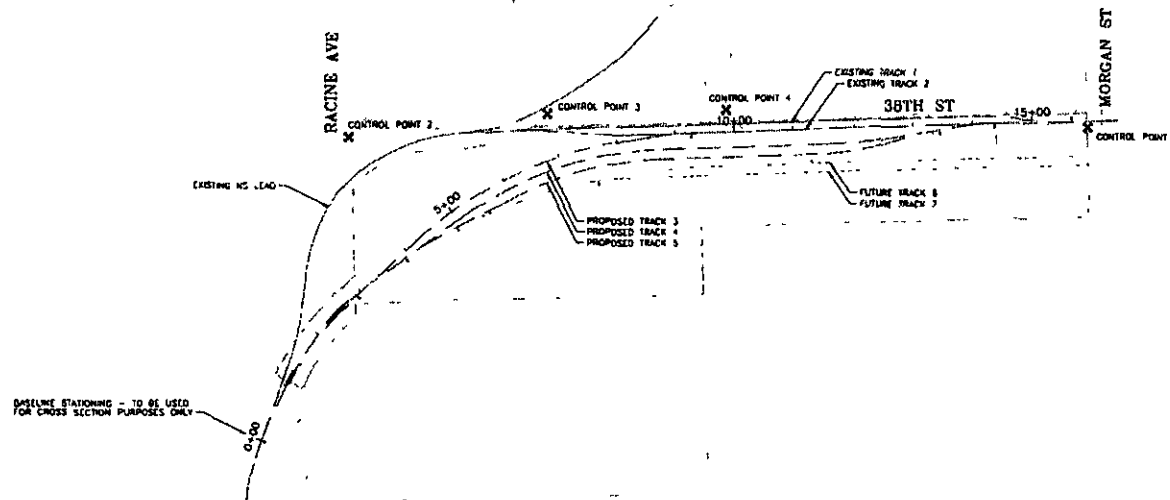 RACINE AVE
MORGAN ST
EXISTING TRACK 1
EXISTING TRACK 2
CONTROL POINT 3
CONTROL POINT 4
38TH ST
10+00
15+00
CONTROL POINT 2
CONTROL POINT
EXISTING NS LEAD
5+00
FUTURE TRACK 6
FUTURE TRACK 7
PROPOSED TRACK 3
PROPOSED TRACK 4
PROPOSED TRACK 5
BASELINE STATIONING - TO BE USED
FOR CROSS SECTION PURPOSES ONLY
0+00